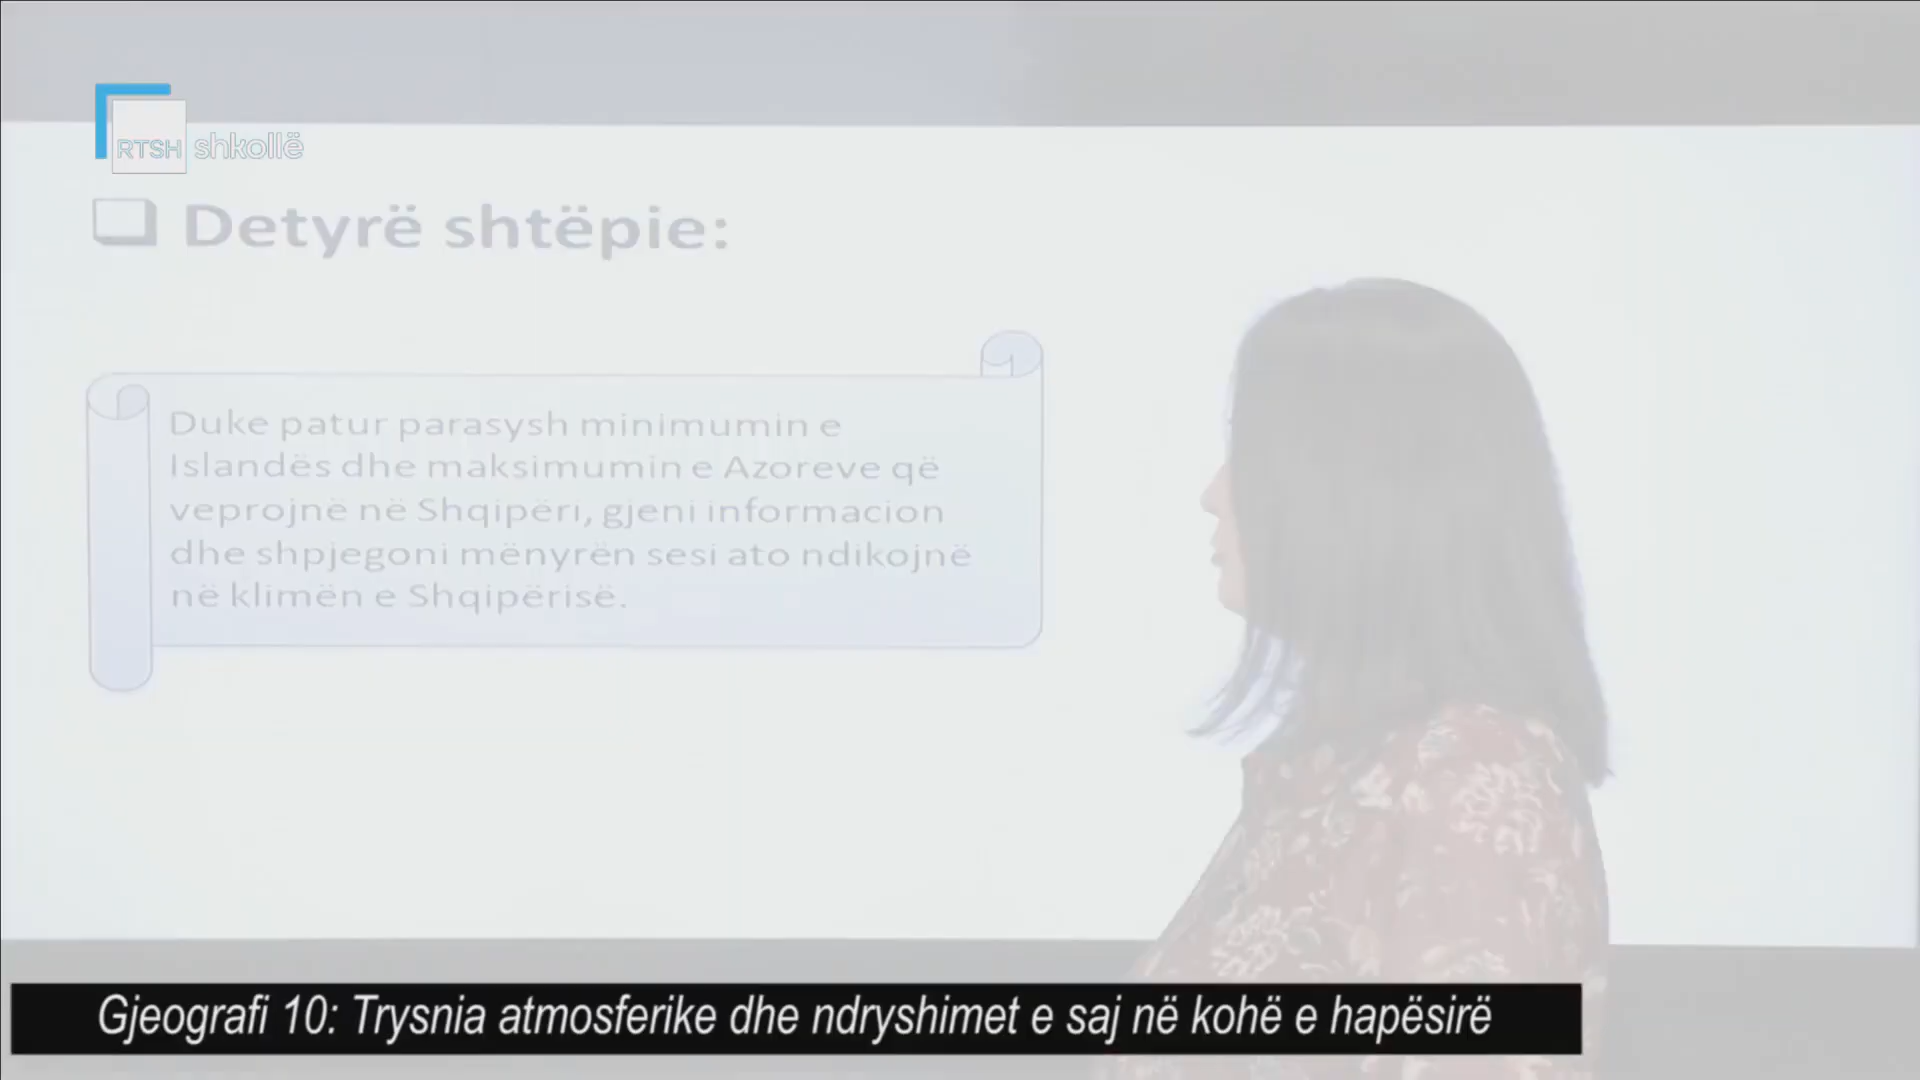 RTSH shkollë
Detyrë shtëpie:
Duke patur parasysh minimumin e
Islandës dhe maksimumin e Azoreve që
veprojnë në Shqipëri, gjeni informacion
dhe shpjegoni mënyrën sesi ato ndikojnë
në klimën e Shqipërisë.
Gjeografi 10: Trysnia atmosferike dhe ndryshimet e saj në kohë e hapësirë